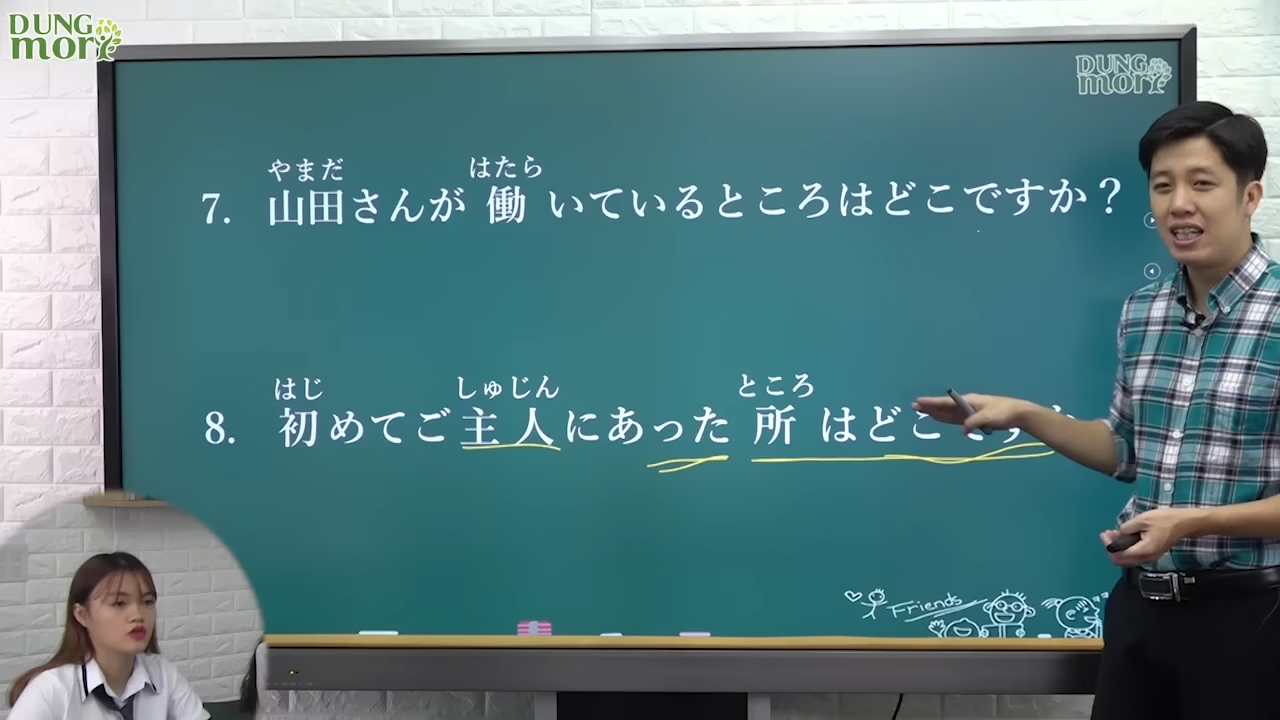 DUNG
mori
DUNG
mori
やまだ はたら
7. 山田さんが 働 いているところはどこですか?
はじ しゅじん ところ
8. 初めてご主人にあった 所 はどこです
Friends